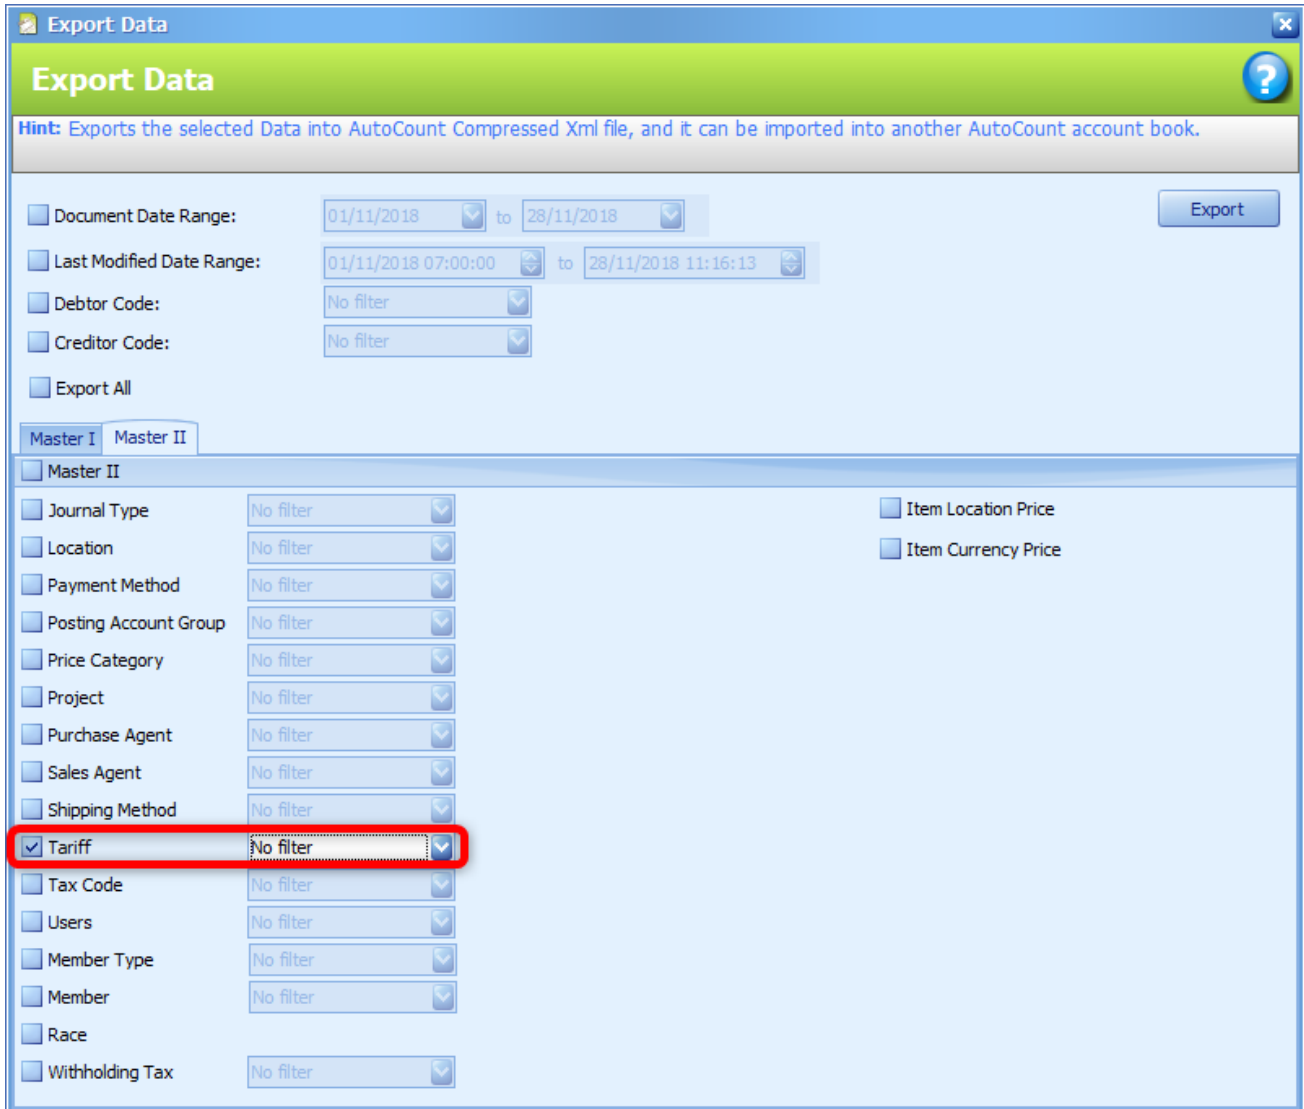 Export Data
Export Data
?
Hint: Exports the selected Data into AutoCount Compressed Xml file, and it can be imported into another AutoCount account book.
Document Date Range: 01/11/2018 to 28/11/2018 Export
Last Modified Date Range: 01/11/2018 07:00:00 to 28/11/2018 11:16:13
Debtor Code: No filter
Creditor Code: No filter
Export All
Master I Master II
Master II
Journal Type No filter Item Location Price
Location No filter Item Currency Price
Payment Method No filter
Posting Account Group No filter
Price Category No filter
Project No filter
Purchase Agent No filter
Sales Agent No filter
Shipping Method No filter
Tariff No filter
Tax Code No filter
Users No filter
Member Type No filter
Member No filter
Race
Withholding Tax No filter